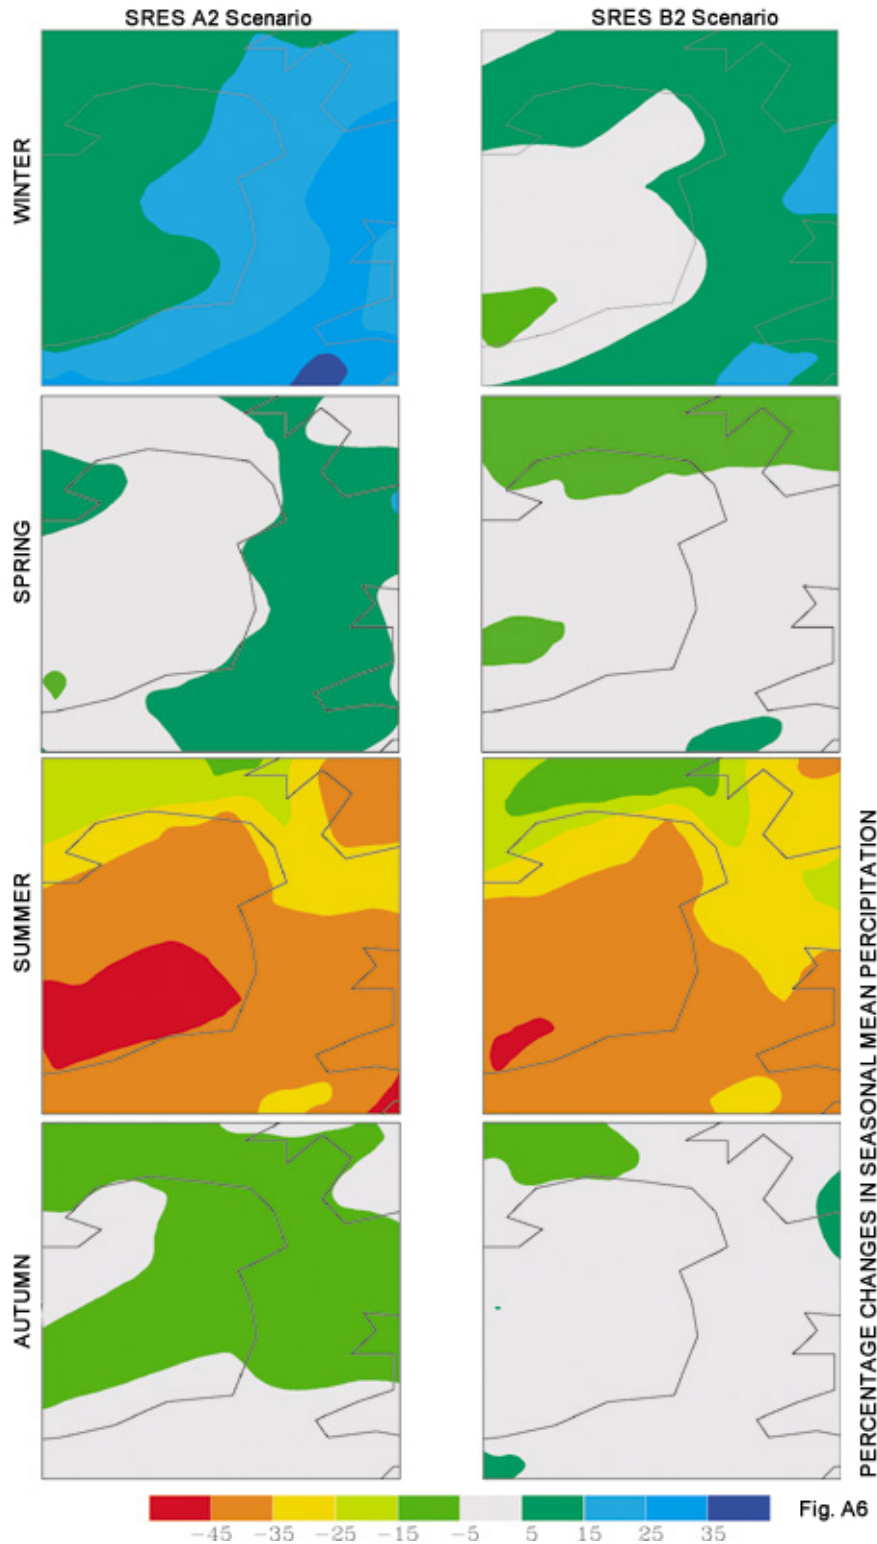 SRES A2 Scenario
SRES B2 Scenario
WINTER
SPRING
SUMMER
AUTUMN
PERCENTAGE CHANGES IN SEASONAL MEAN PERCIPITATION
-45 -35 -25 -15 -5 5 15 25 35
Fig. A6